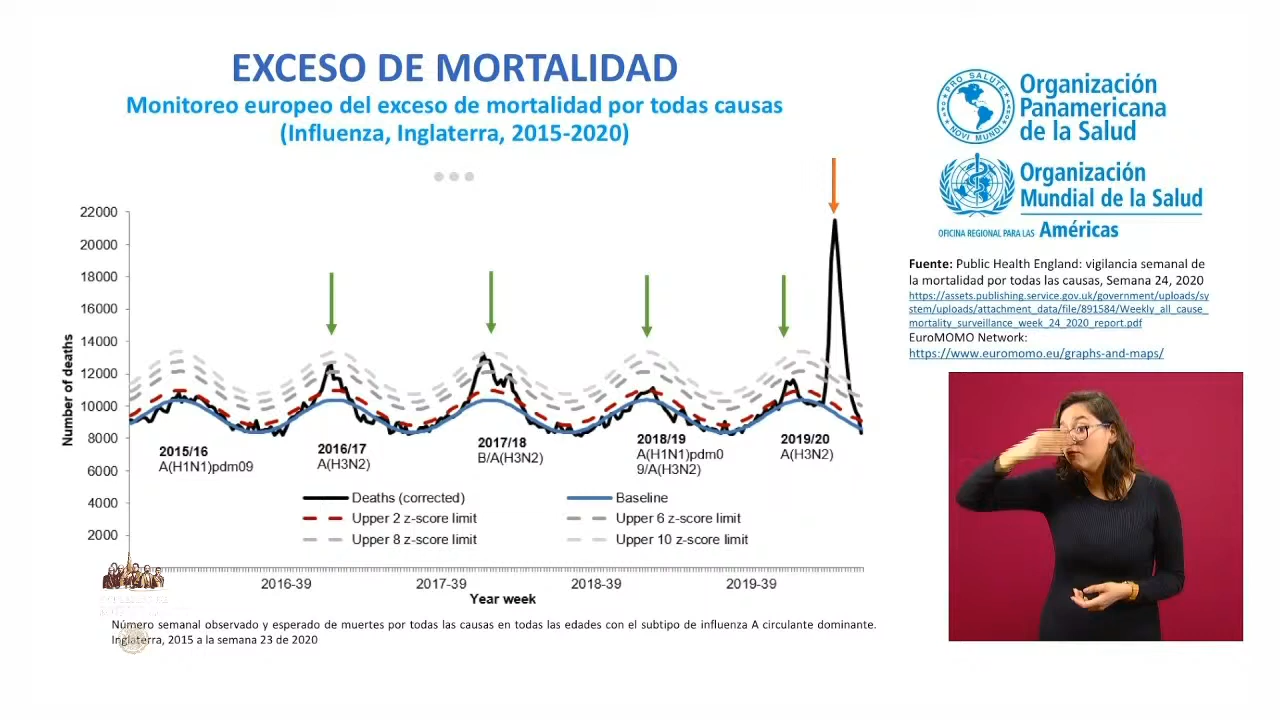 EXCESO DE MORTALIDAD
Monitoreo europeo del exceso de mortalidad por todas causas
(Influenza, Inglaterra, 2015-2020)
PRO SALUTE
NOVI MUNDI
Organización
Panamericana
de la Salud
Organización
Mundial de la Salud
OFICINA REGIONAL PARA LAS Américas
Fuente: Public Health England: vigilancia semanal de
la mortalidad por todas las causas, Semana 24, 2020
https://assets.publishing.service.gov.uk/government/uploads/sy
stem/uploads/attachment_data/file/891584/Weekly_all_cause_
mortality_surveillance_week_24_2020_report.pdf
EuroMOMO Network:
https://www.euromomo.eu/graphs-and-maps/
Number of deaths
22000
20000
18000
16000
14000
12000
10000
8000
6000
4000
2000
2015/16
A(H1N1)pdm09
2016/17
A(H3N2)
2017/18
B/A(H3N2)
2018/19
A(H1N1)pdm0
9/A(H3N2)
2019/20
A(H3N2)
Deaths (corrected)
Baseline
Upper 2 z-score limit
Upper 6 z-score limit
Upper 8 z-score limit
Upper 10 z-score limit
2016-39
2017-39
2018-39
2019-39
Year week
Número semanal observado y esperado de muertes por todas las causas en todas las edades con el subtipo de influenza A circulante dominante.
Inglaterra, 2015 a la semana 23 de 2020